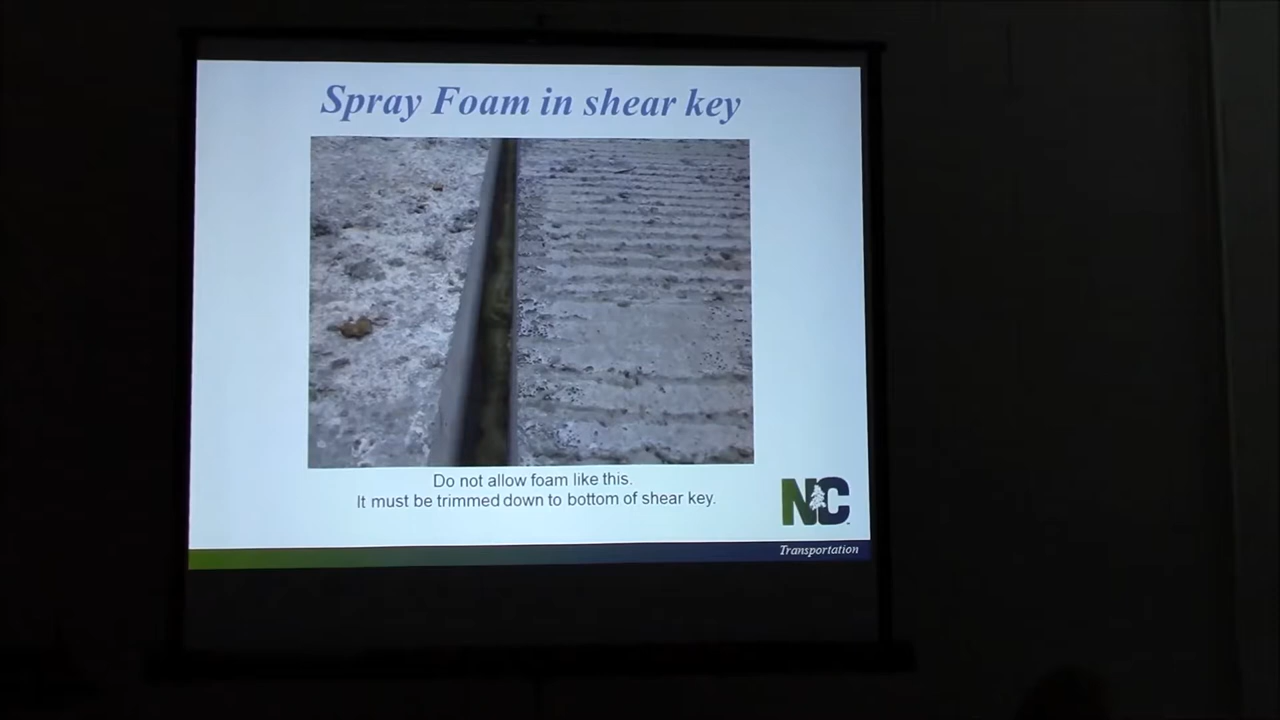 Spray Foam in shear key
Do not allow foam like this.
It must be trimmed down to bottom of shear key.
NC
Transportation